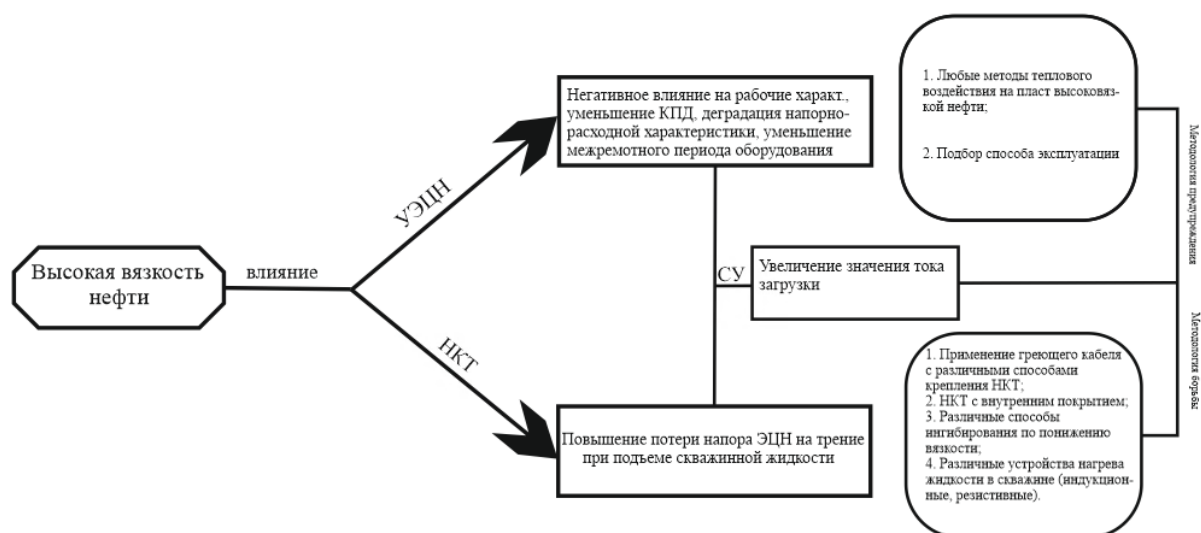 Высокая вязкость
нефти
влияние
УЭЦН
НКТ
Негативное влияние на рабочие характ.,
уменьшение КПД, деградация напорно-
расходной характеристики, уменьшение
межремотного периода оборудования
СУ
Увеличение значения тока
загрузки
Повышение потери напора ЭЦН на трение
при подъеме скважинной жидкости
1. Любые методы теплового
воздействия на пласт высоковяз-
кой нефти;
2. Подбор способа эксплуатации
Методология предупреждения
1. Применение греющего кабеля
с различными способами
крепления НКТ;
2. НКТ с внутренним покрытием;
3. Различные способы
ингибирования по понижению
вязкости;
4. Различные устройства нагрева
жидкости в скважине (индукцион-
ные, резистивные).
Методология борьбы